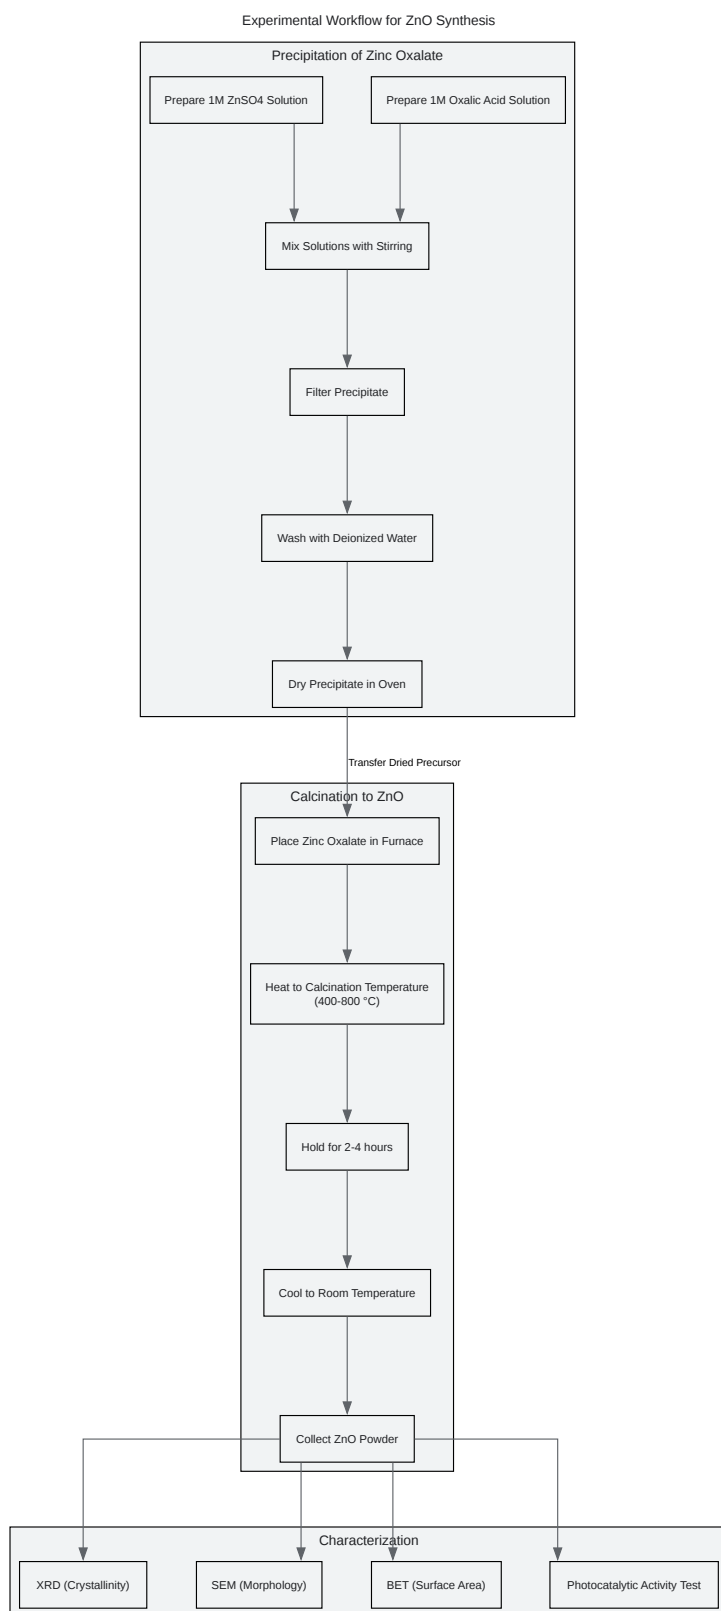 Experimental Workflow for ZnO Synthesis
Precipitation of Zinc Oxalate
Prepare 1M ZnSO4 Solution
Prepare 1M Oxalic Acid Solution
Mix Solutions with Stirring
Filter Precipitate
Wash with Deionized Water
Dry Precipitate in Oven
Transfer Dried Precursor
Calcination to ZnO
Place Zinc Oxalate in Furnace
Heat to Calcination Temperature
(400-800 °C)
Hold for 2-4 hours
Cool to Room Temperature
Collect ZnO Powder
Characterization
XRD (Crystallinity)
SEM (Morphology)
BET (Surface Area)
Photocatalytic Activity Test